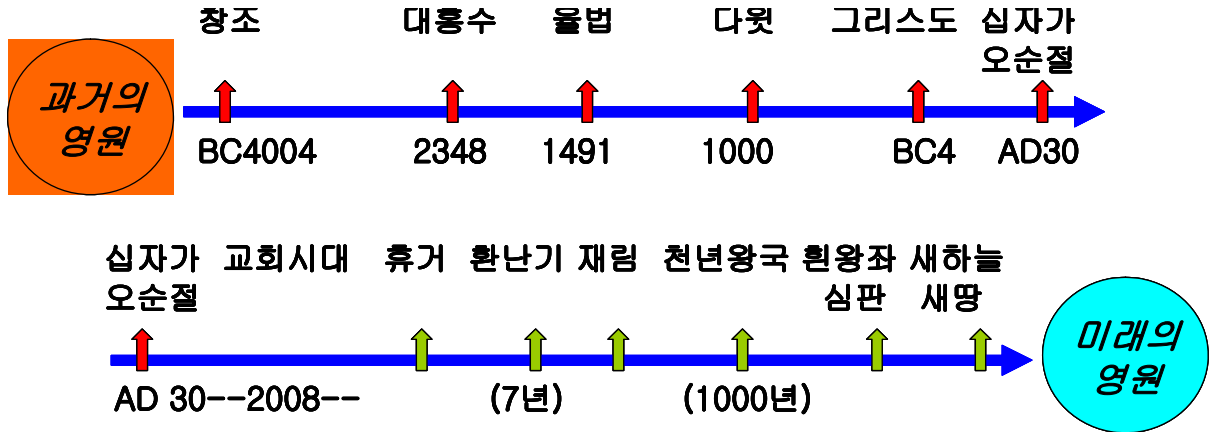 창조 대홍수 율법 다윗 그리스도 십자가
오순절
과거의
영원
BC4004 2348 1491 1000 BC4 AD30
십자가 교회시대 휴거 환난기 재림 천년왕국 흰왕좌 새하늘
오순절 심판 새땅
미래의
영원
AD 30--2008-- (7년) (1000년)